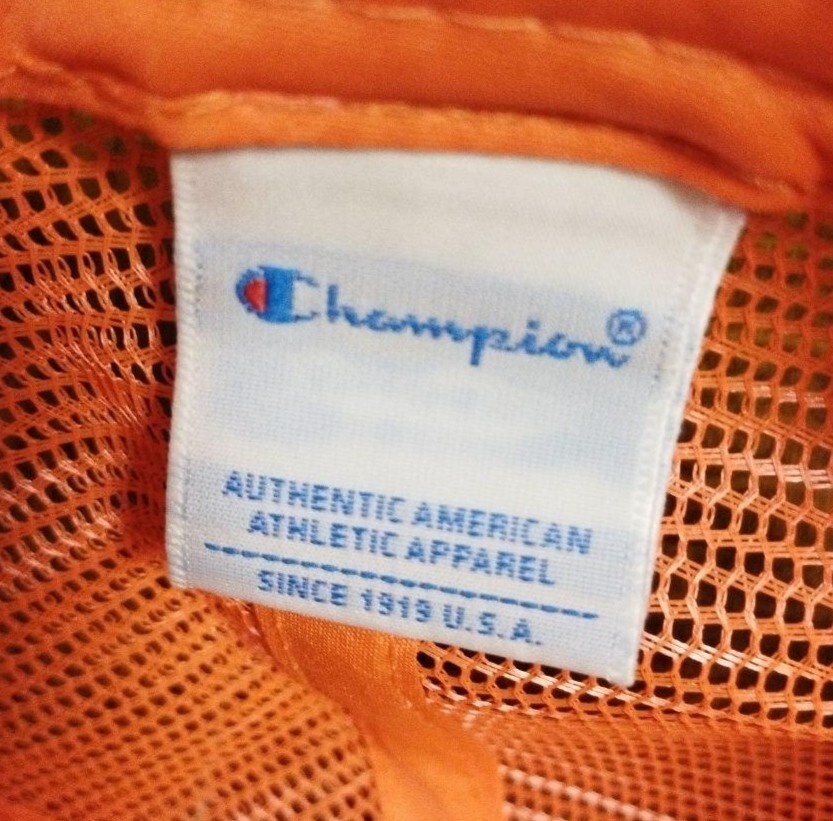 Champion®
AUTHENTIC AMERICAN
ATHLETIC APPAREL
SINCE 1919 U.S.A.